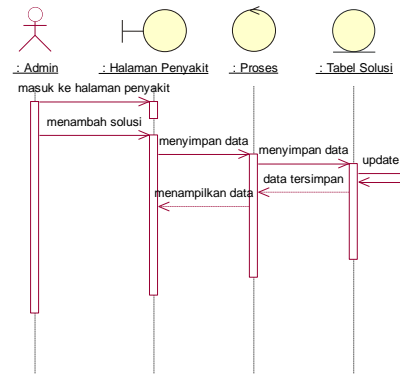 : Admin
: Halaman Penyakit
: Proses
: Tabel Solusi
masuk ke halaman penyakit
menambah solusi
menyimpan data
menyimpan data
update
data tersimpan
menampilkan data